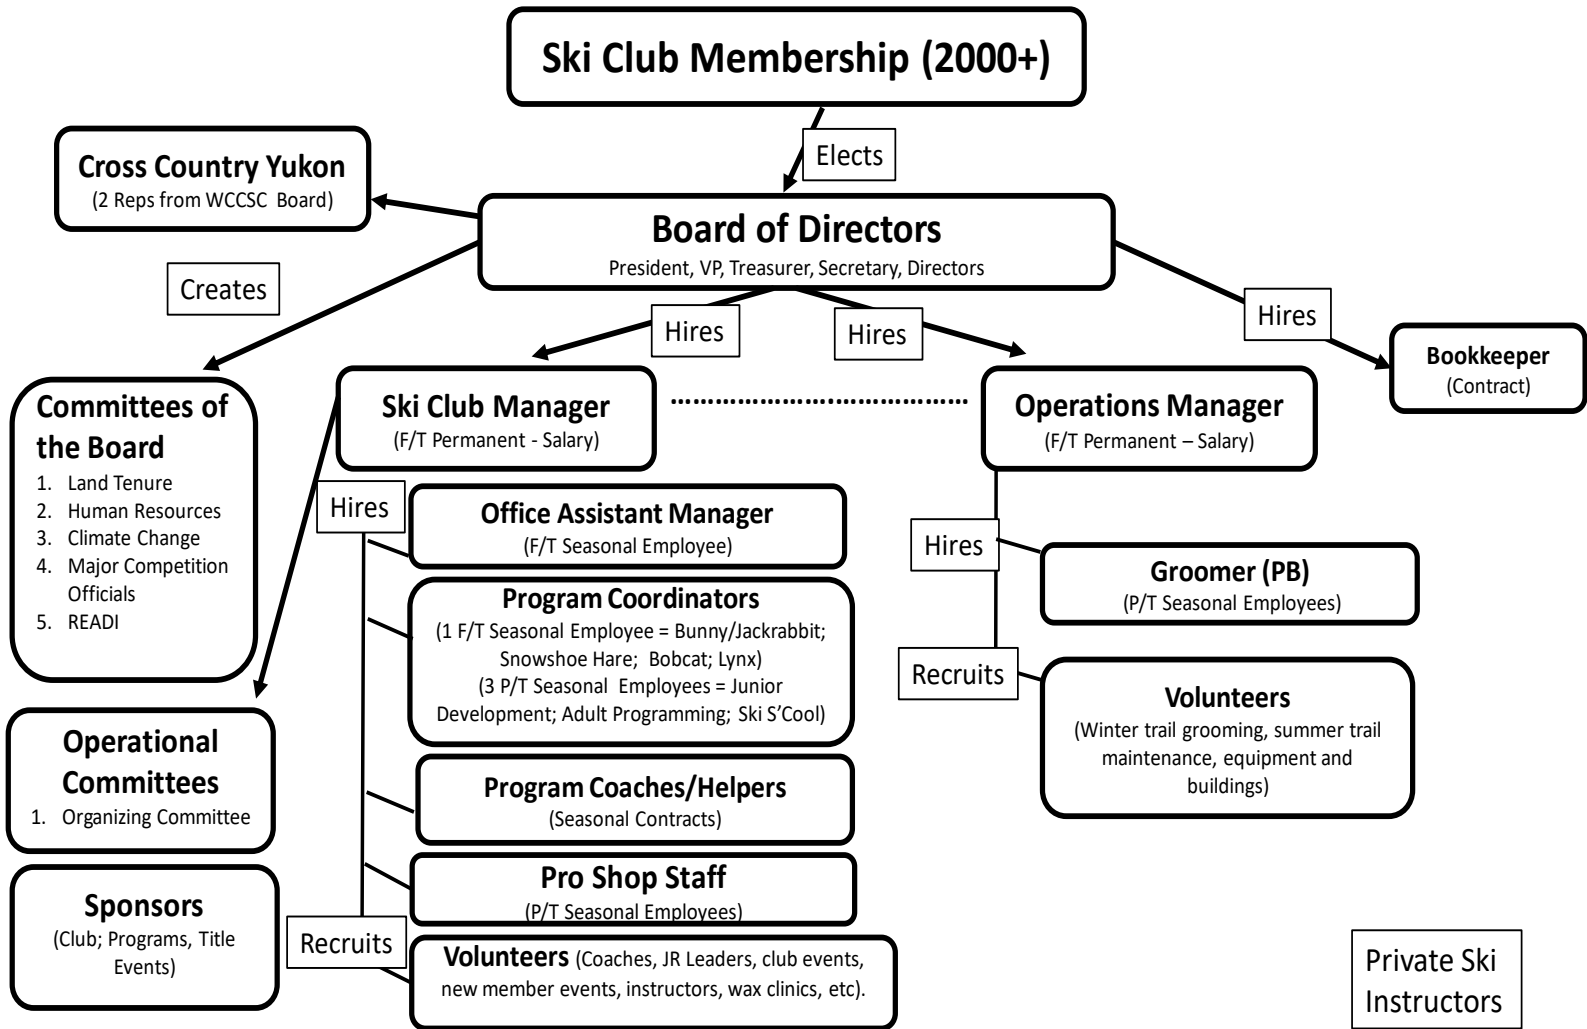 Ski Club Membership (2000+)
Elects
Cross Country Yukon
(2 Reps from WCCSC Board)
Board of Directors
President, VP, Treasurer, Secretary, Directors
Creates
Hires
Hires
Hires
Bookkeeper
(Contract)
Committees of
the Board
1. Land Tenure
2. Human Resources
3. Climate Change
4. Major Competition
Officials
5. READI
Ski Club Manager
(F/T Permanent - Salary)
Operations Manager
(F/T Permanent – Salary)
Hires
Office Assistant Manager
(F/T Seasonal Employee)
Program Coordinators
(1 F/T Seasonal Employee = Bunny/Jackrabbit;
Snowshoe Hare; Bobcat; Lynx)
(3 P/T Seasonal Employees = Junior
Development; Adult Programming; Ski S’Cool)
Program Coaches/Helpers
(Seasonal Contracts)
Pro Shop Staff
(P/T Seasonal Employees)
Recruits
Volunteers (Coaches, JR Leaders, club events,
new member events, instructors, wax clinics, etc).
Hires
Groomer (PB)
(P/T Seasonal Employees)
Recruits
Volunteers
(Winter trail grooming, summer trail
maintenance, equipment and
buildings)
Operational
Committees
1. Organizing Committee
Sponsors
(Club; Programs, Title
Events)
Private Ski
Instructors